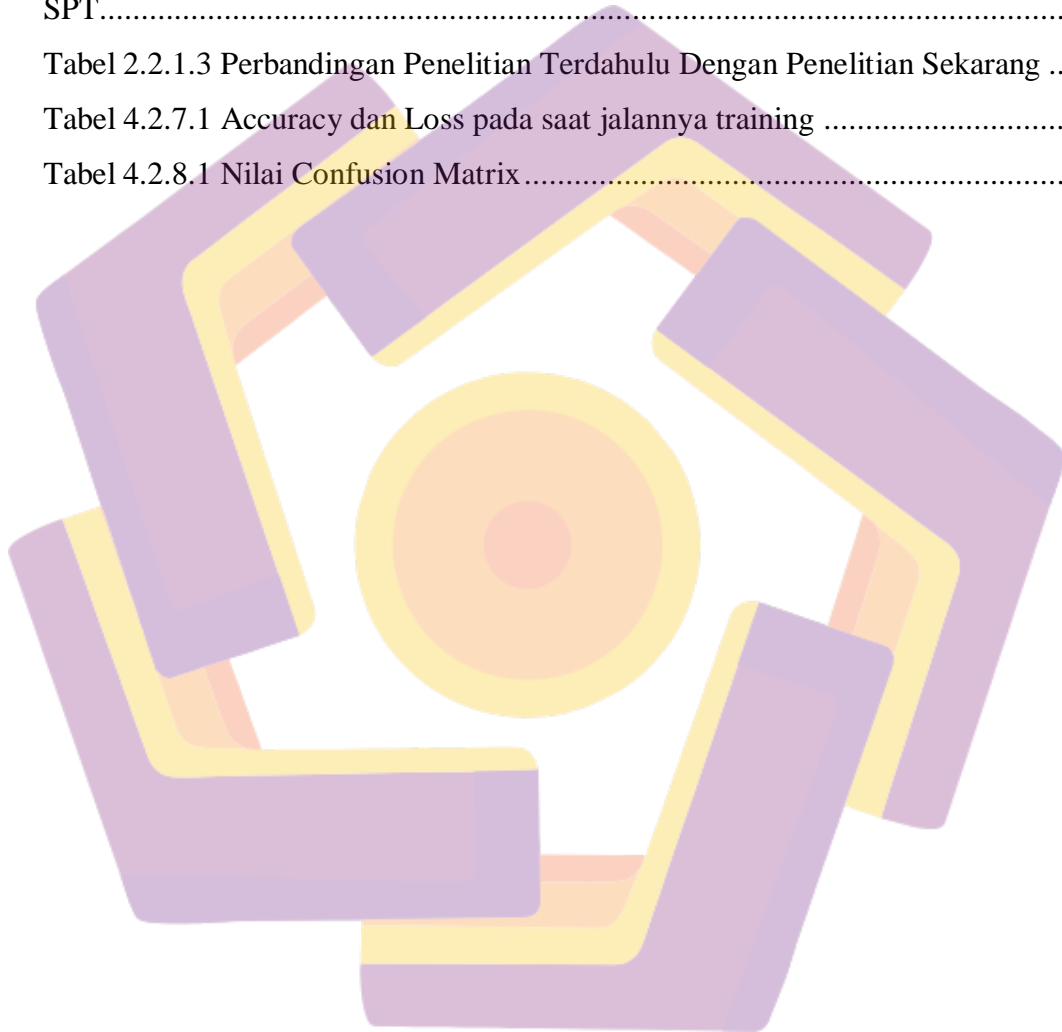 SPT....................................................................................................................
Tabel 2.2.1.3 Perbandingan Penelitian Terdahulu Dengan Penelitian Sekarang ..
Tabel 4.2.7.1 Accuracy dan Loss pada saat jalannya training .............................
Tabel 4.2.8.1 Nilai Confusion Matrix..................................................................